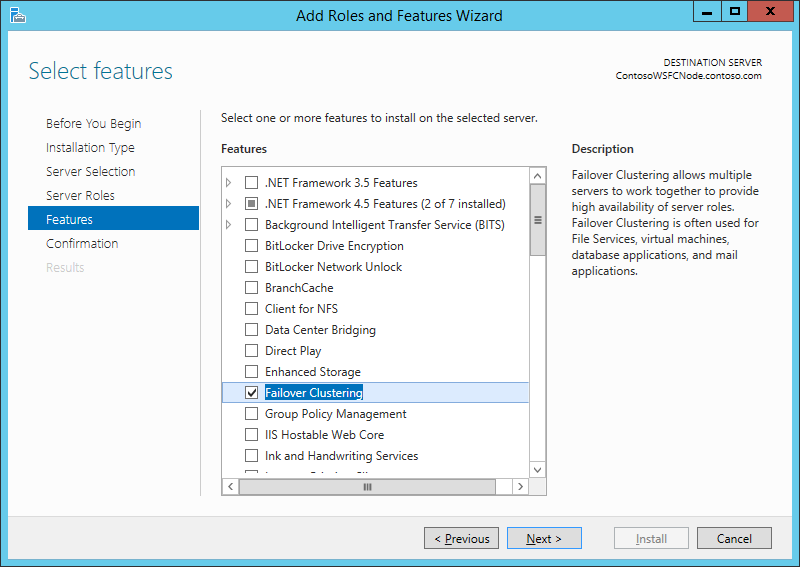 Add Roles and Features Wizard
Select features
DESTINATION SERVER
ContosoWSFCNode.contoso.com
Before You Begin
Installation Type
Server Selection
Server Roles
Features
Confirmation
Results
Select one or more features to install on the selected server.
Features
.NET Framework 3.5 Features
.NET Framework 4.5 Features (2 of 7 installed)
Background Intelligent Transfer Service (BITS)
BitLocker Drive Encryption
BitLocker Network Unlock
BranchCache
Client for NFS
Data Center Bridging
Direct Play
Enhanced Storage
Failover Clustering
Group Policy Management
IIS Hostable Web Core
Ink and Handwriting Services
Description
Failover Clustering allows multiple
servers to work together to provide
high availability of server roles.
Failover Clustering is often used for
File Services, virtual machines,
database applications, and mail
applications.
< Previous
Next >
Install
Cancel